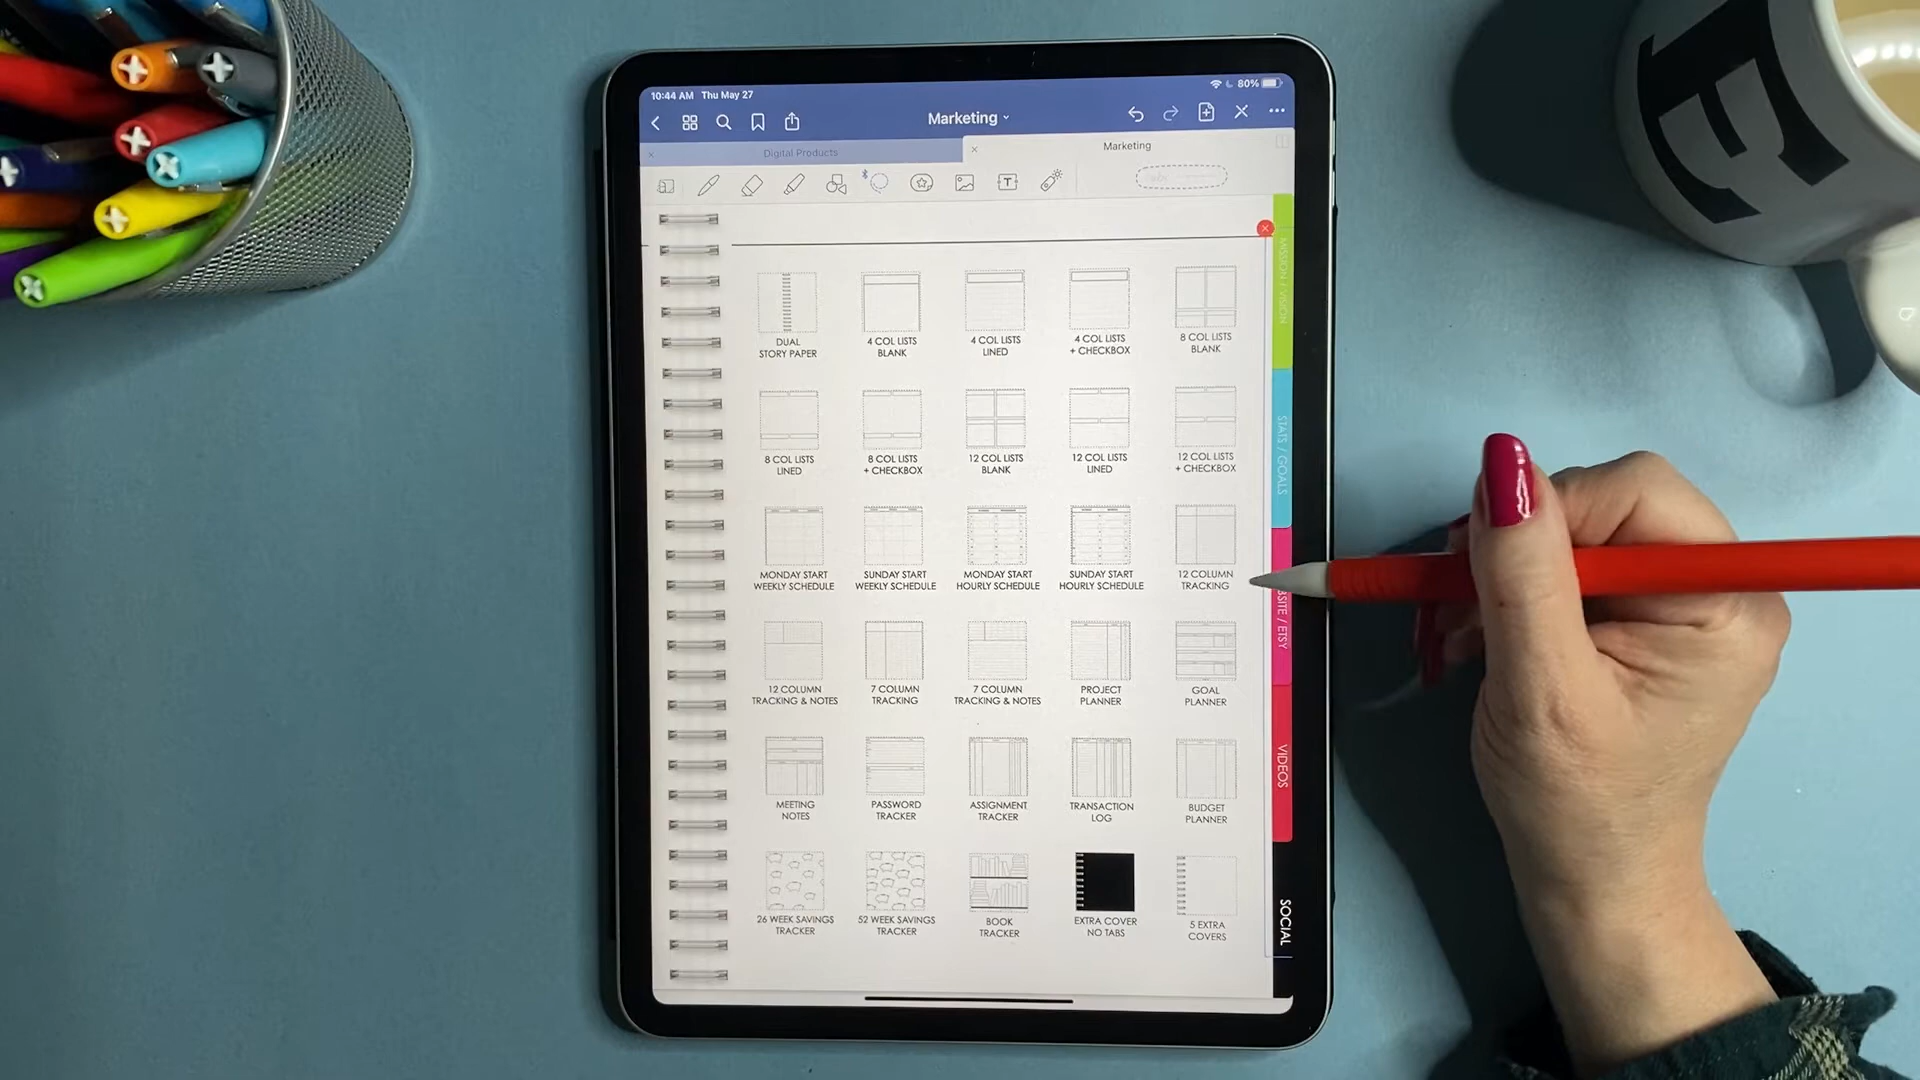 10:44 AM Thu May 27
80%
Marketing
Digital Products
Marketing
T
MISSION / VISION
DUAL
STORY PAPER
4 COL LISTS
BLANK
4 COL LISTS
LINED
4 COL LISTS
+ CHECKBOX
8 COL LISTS
BLANK
8 COL LISTS
LINED
8 COL LISTS
+ CHECKBOX
12 COL LISTS
BLANK
12 COL LISTS
LINED
12 COL LISTS
+ CHECKBOX
STATS / GOALS
MONDAY START
WEEKLY SCHEDULE
SUNDAY START
WEEKLY SCHEDULE
MONDAY START
HOURLY SCHEDULE
SUNDAY START
HOURLY SCHEDULE
12 COLUMN
TRACKING
SITE / ETSY
12 COLUMN
TRACKING & NOTES
7 COLUMN
TRACKING
7 COLUMN
TRACKING & NOTES
PROJECT
PLANNER
GOAL
PLANNER
VIDEOS
MEETING
NOTES
PASSWORD
TRACKER
ASSIGNMENT
TRACKER
TRANSACTION
LOG
BUDGET
PLANNER
26 WEEK SAVINGS
TRACKER
52 WEEK SAVINGS
TRACKER
BOOK
TRACKER
EXTRA COVER
NO TABS
5 EXTRA
COVERS
SOCIAL
E